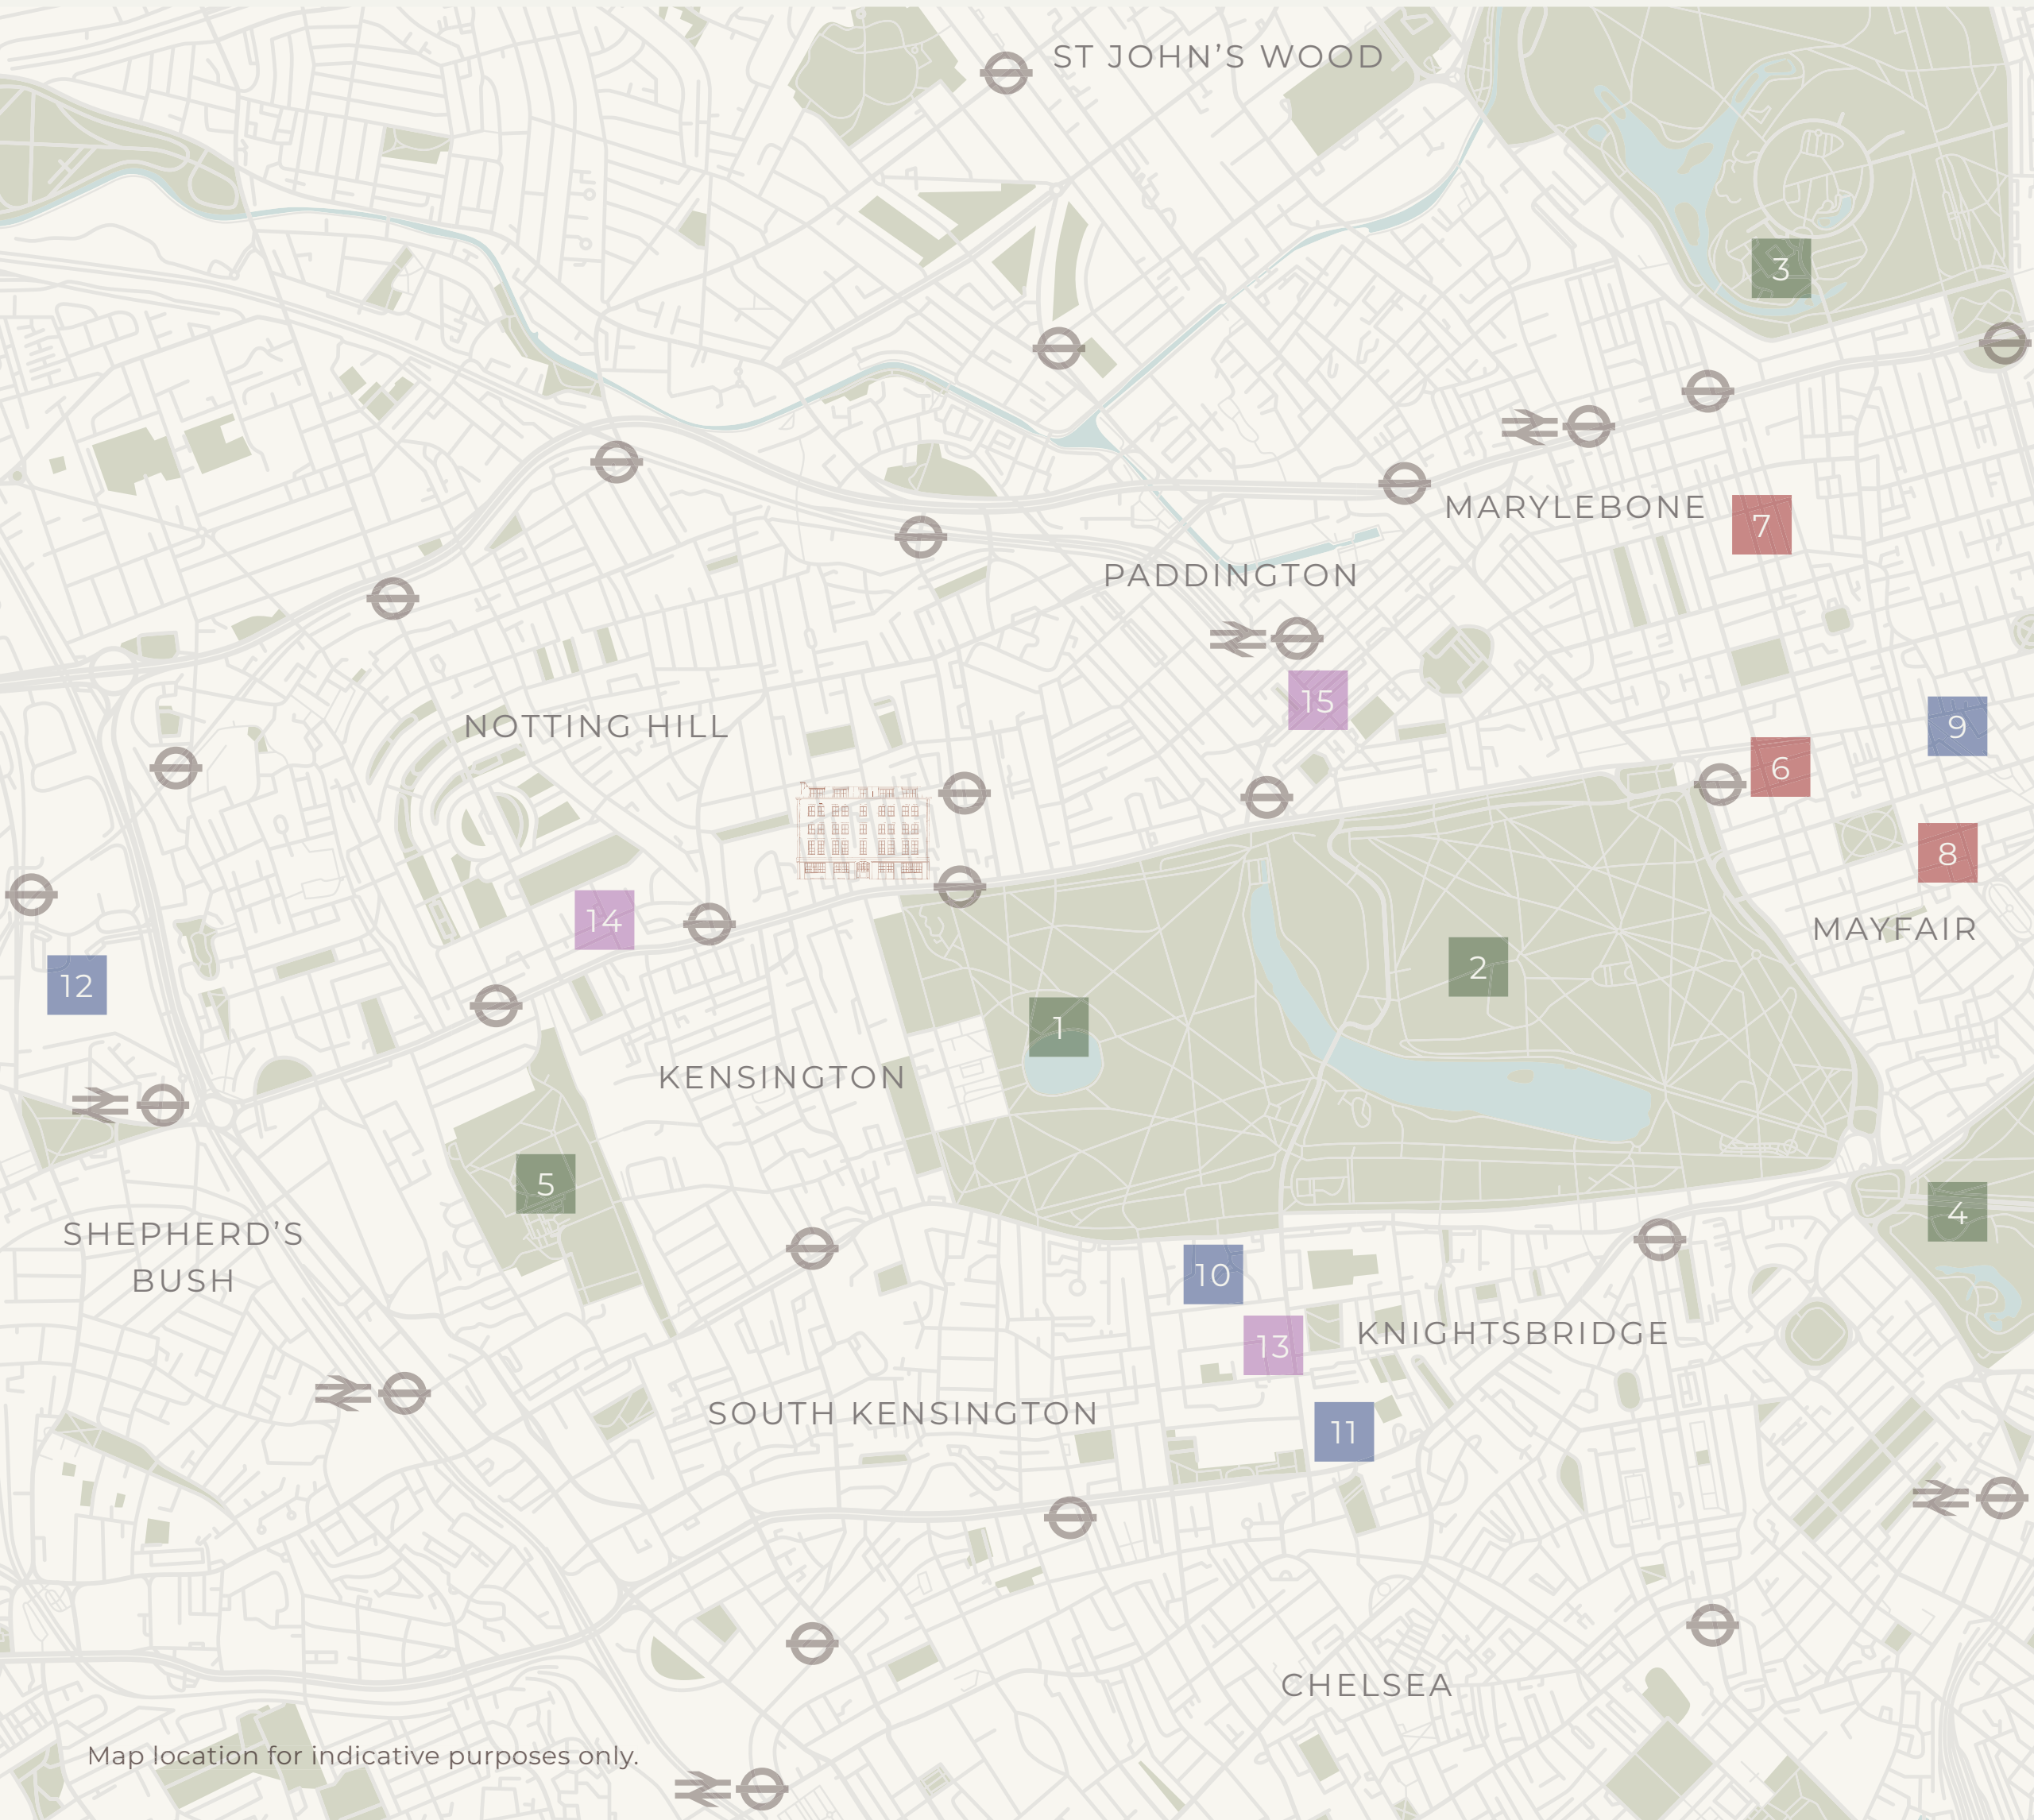 ST JOHN’S WOOD
3
MARYLEBONE
7
PADDINGTON
15
NOTTING HILL
9
6
8
14
MAYFAIR
2
12
1
KENSINGTON
5
4
SHEPHERD’S
BUSH
10
13
KNIGHTSBRIDGE
SOUTH KENSINGTON
11
CHELSEA
Map location for indicative purposes only.